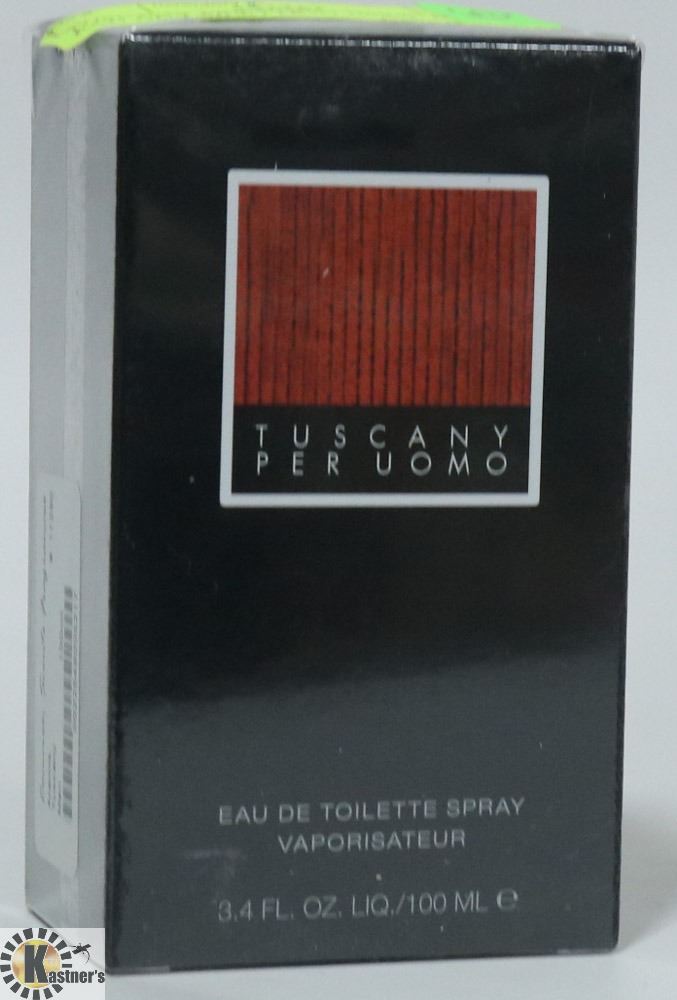 TUSCANY
PER UOMO
EAU DE TOILETTE SPRAY
VAPORISATEUR
3.4 FL. OZ. LIQ./100 ML ℮
Kastner's